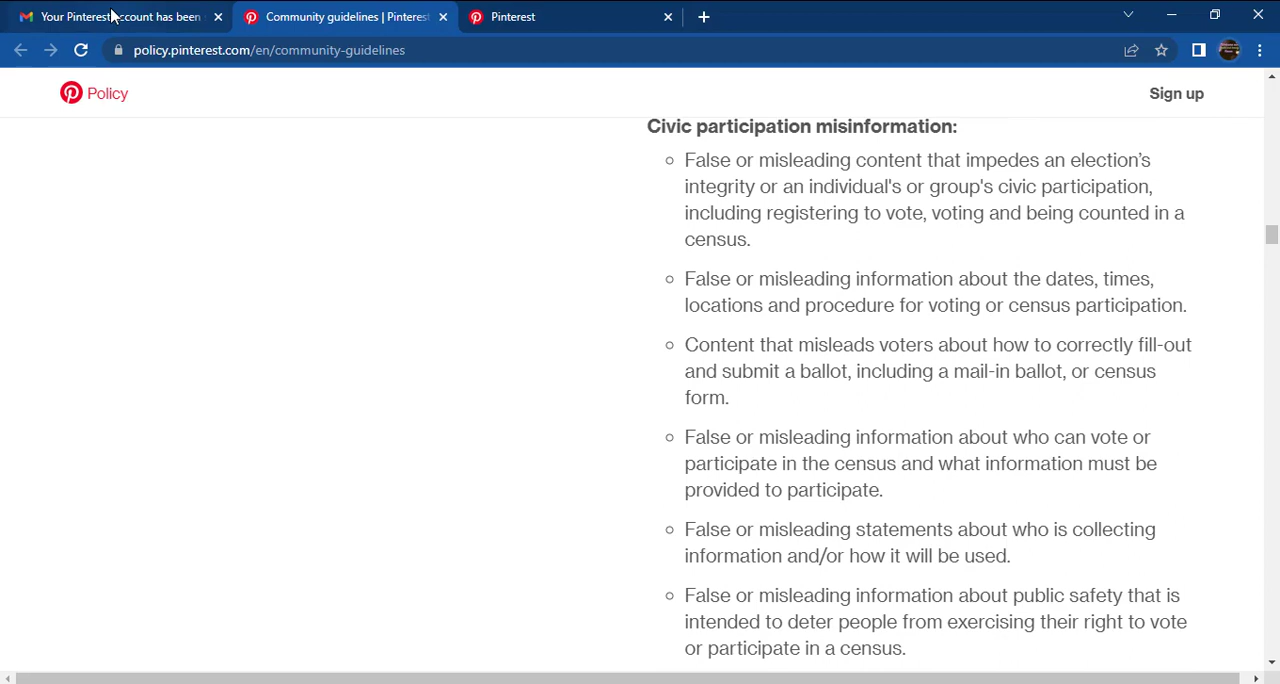 Your Pinterest account has been
Community guidelines | Pinterest
Pinterest
policy.pinterest.com/en/community-guidelines
Policy
Sign up
Civic participation misinformation:
False or misleading content that impedes an election’s
integrity or an individual's or group's civic participation,
including registering to vote, voting and being counted in a
census.
False or misleading information about the dates, times,
locations and procedure for voting or census participation.
Content that misleads voters about how to correctly fill-out
and submit a ballot, including a mail-in ballot, or census
form.
False or misleading information about who can vote or
participate in the census and what information must be
provided to participate.
False or misleading statements about who is collecting
information and/or how it will be used.
False or misleading information about public safety that is
intended to deter people from exercising their right to vote
or participate in a census.